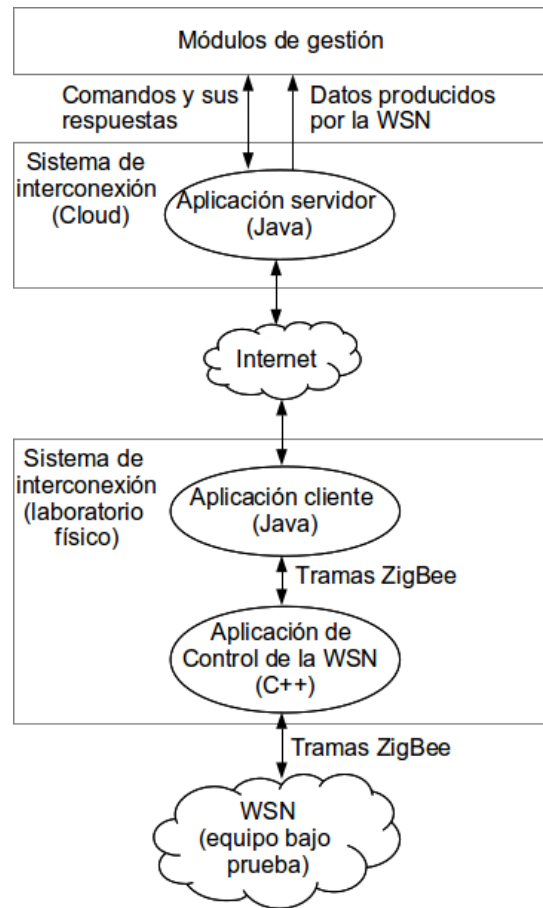 Módulos de gestión
Comandos y sus
respuestas
Datos producidos
por la WSN
Sistema de
interconexión
(Cloud)
Aplicación servidor
(Java)
Internet
Sistema de
interconexión
(laboratorio
físico)
Aplicación cliente
(Java)
Tramas ZigBee
Aplicación de
Control de la WSN
(C++)
Tramas ZigBee
WSN
(equipo bajo
prueba)